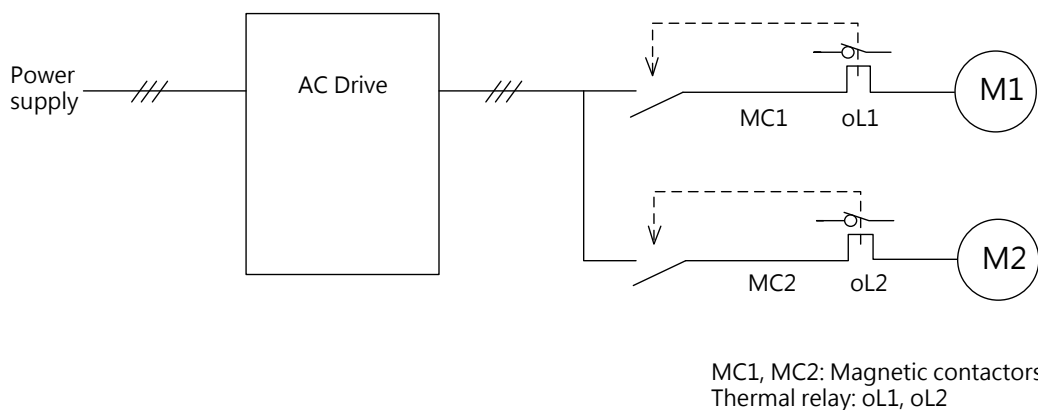 Power
supply
AC Drive
MC1
oL1
M1
MC2
oL2
M2
MC1, MC2: Magnetic contactors
Thermal relay: oL1, oL2